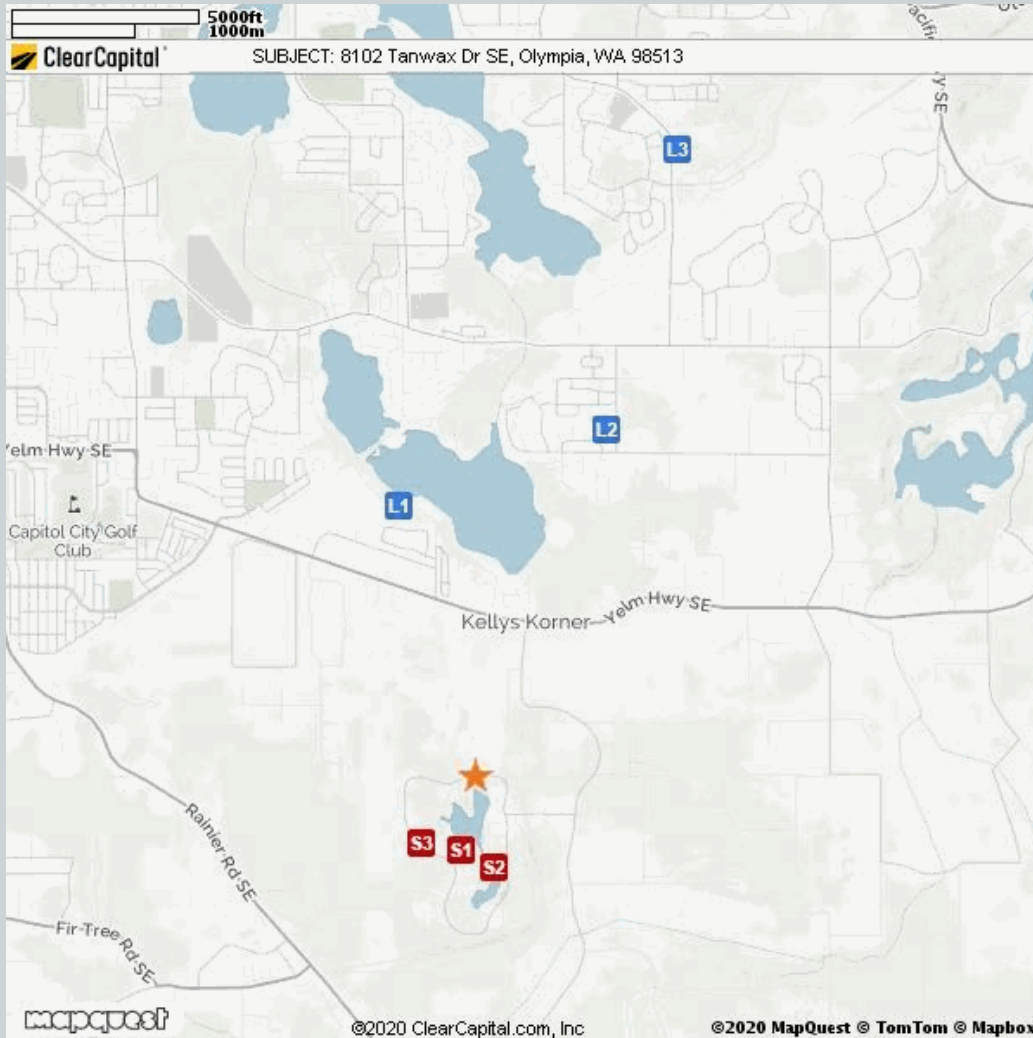 5000ft
1000m
ClearCapital
SUBJECT: 8102 Tanwax Dr SE, Olympia, WA 98513
y SE
L3
L2
Yelm Hwy SE
L1
Capitol City Golf
Club
Kellys Korner
Yelm Hwy SE
S3
S1
S2
Rainier Rd SE
Fir Tree Rd SE
mapquest
©2020 ClearCapital.com, Inc
©2020 MapQuest © TomTom © Mapbox